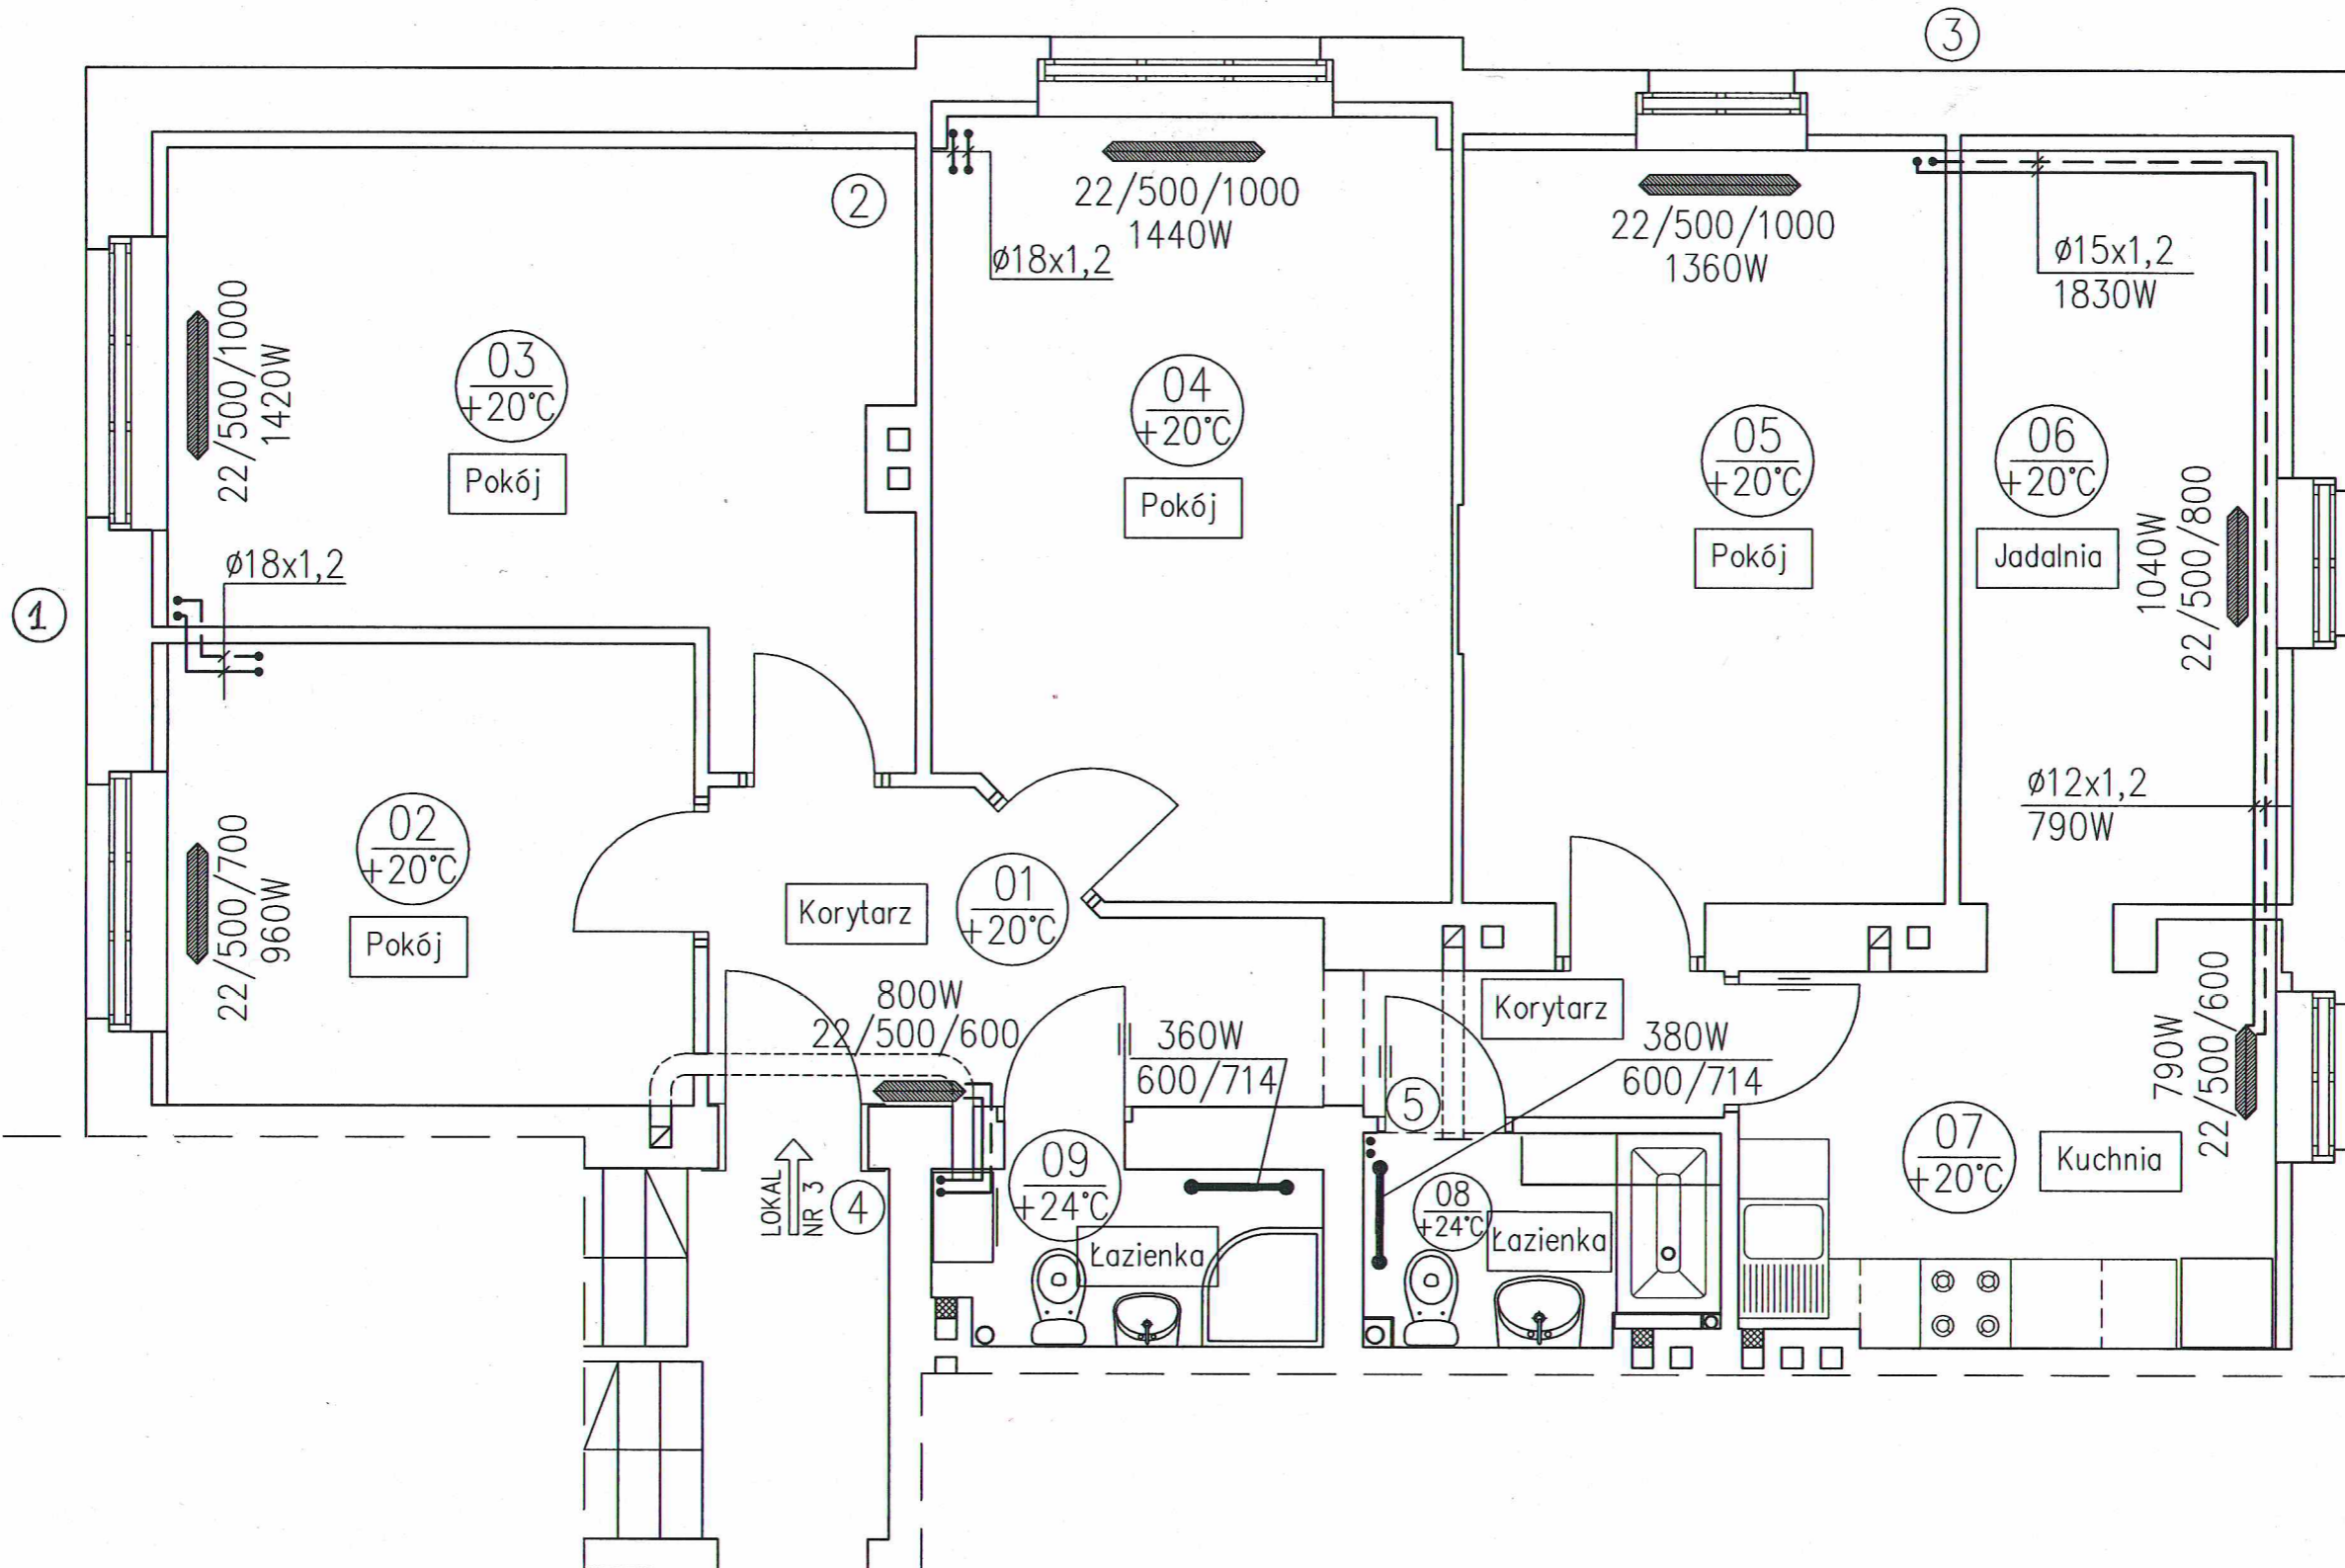 3
2
22/500/1000
1440W
22/500/1000
1360W
ø18x1,2
ø15x1,2
1830W
22/500/1000
1420W
03
+20°C
Pokój
04
+20°C
Pokój
05
+20°C
Pokój
06
+20°C
Jadalnia
1040W
22/500/800
ø18x1,2
1
02
+20°C
Pokój
22/500/700
960W
Korytarz
01
+20°C
ø12x1,2
790W
800W
22/500/600
360W
600/714
Korytarz
380W
600/714
790W
22/500/600
5
LOKAL
NR 3
4
09
+24°C
Łazienka
08
+24°C
Łazienka
07
+20°C
Kuchnia